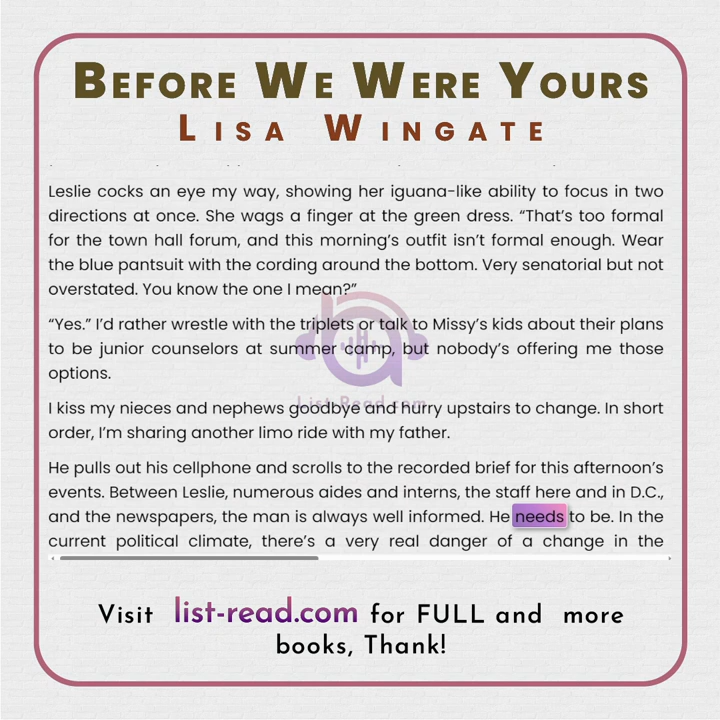 BEFORE WE WERE YOURS
LISA WINGATE
Leslie cocks an eye my way, showing her iguana-like ability to focus in two
directions at once. She wags a finger at the green dress. “That’s too formal
for the town hall forum, and this morning’s outfit isn’t formal enough. Wear
the blue pantsuit with the cording around the bottom. Very senatorial but not
overstated. You know the one I mean?”
“Yes.” I’d rather wrestle with the triplets or talk to Missy’s kids about their plans
to be junior counselors at summer camp, but nobody’s offering me those
options.
I kiss my nieces and nephews goodbye and hurry upstairs to change. In short
order, I’m sharing another limo ride with my father.
He pulls out his cellphone and scrolls to the recorded brief for this afternoon’s
events. Between Leslie, numerous aides and interns, the staff here and in D.C.,
and the newspapers, the man is always well informed. He needs to be. In the
current political climate, there’s a very real danger of a change in the
List-Read.com
Visit list-read.com for FULL and more
books, Thank!